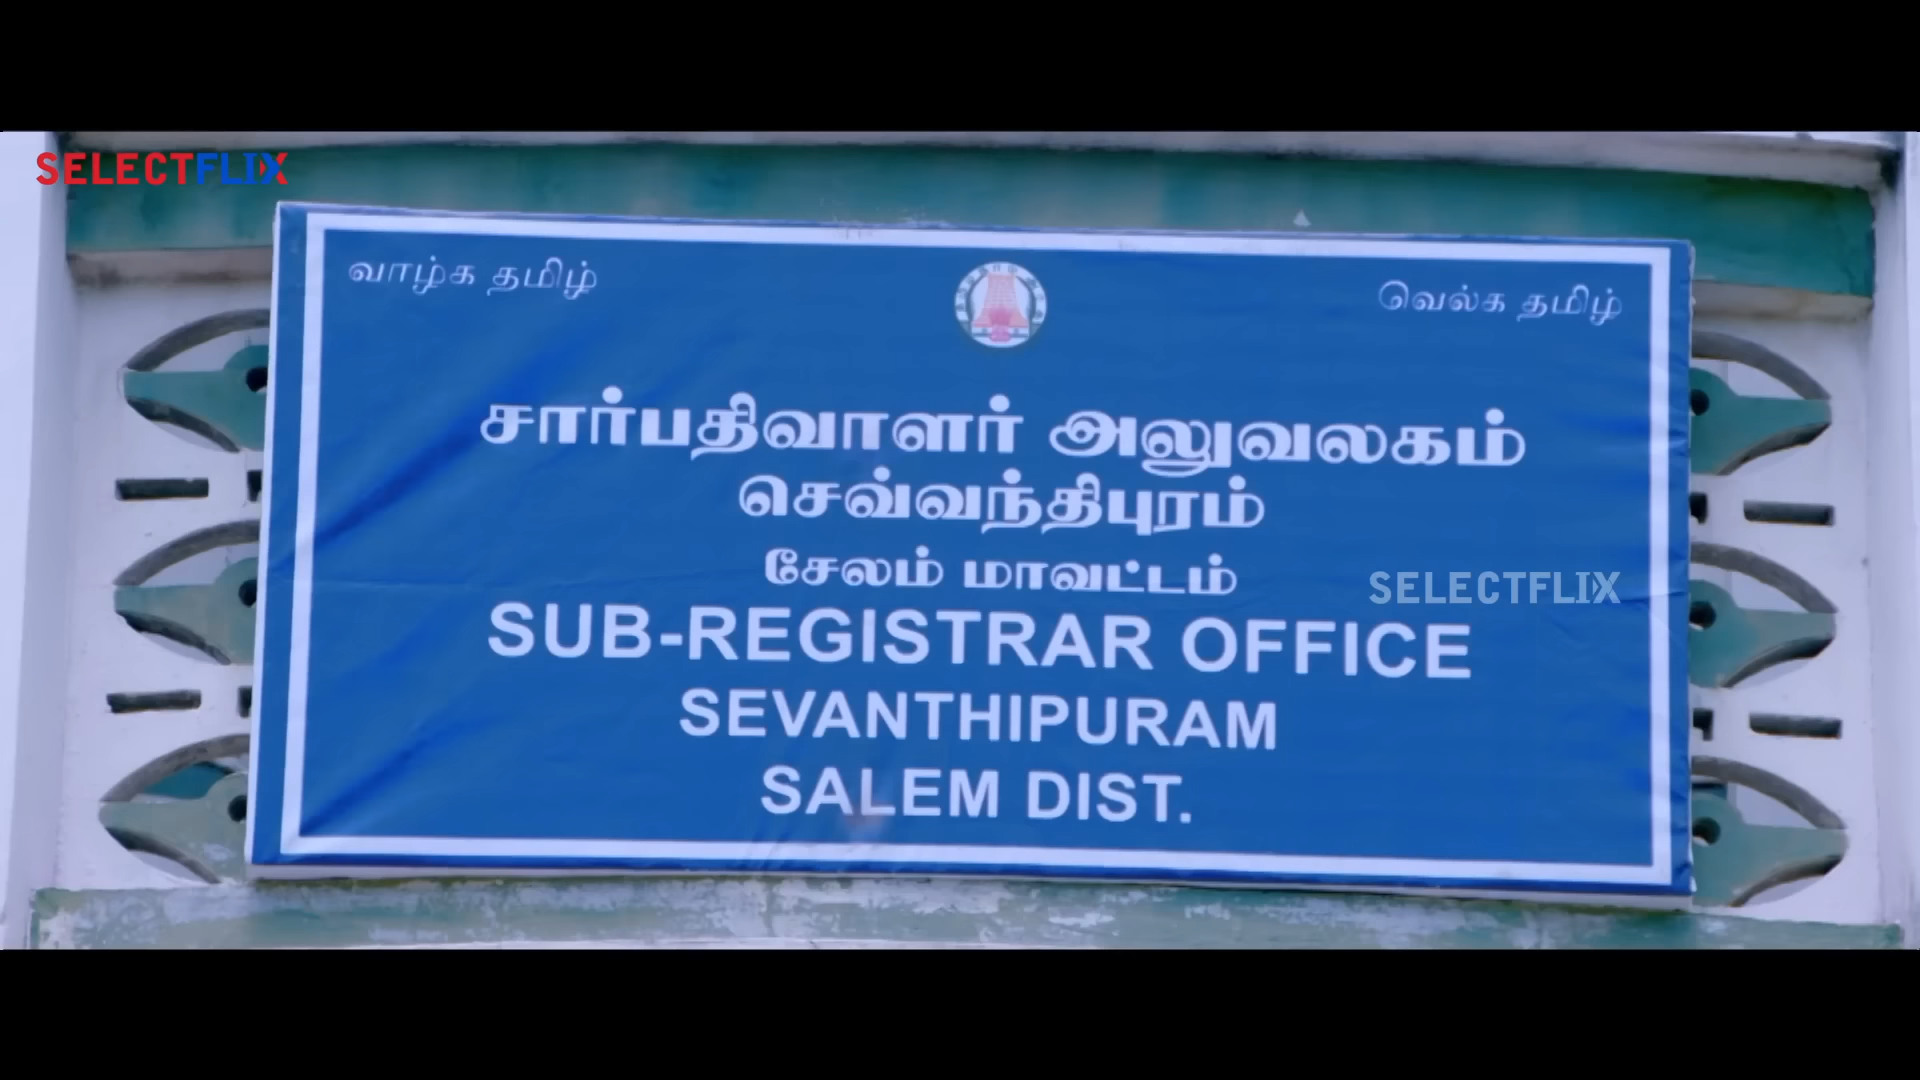 SELECTFLIX
வாழ்க தமிழ்
வெல்க தமிழ்
சார்பதிவாளர் அலுவலகம்
செவ்வந்திபுரம்
சேலம் மாவட்டம்
SELECTFLIX
SUB-REGISTRAR OFFICE
SEVANTHIPURAM
SALEM DIST.